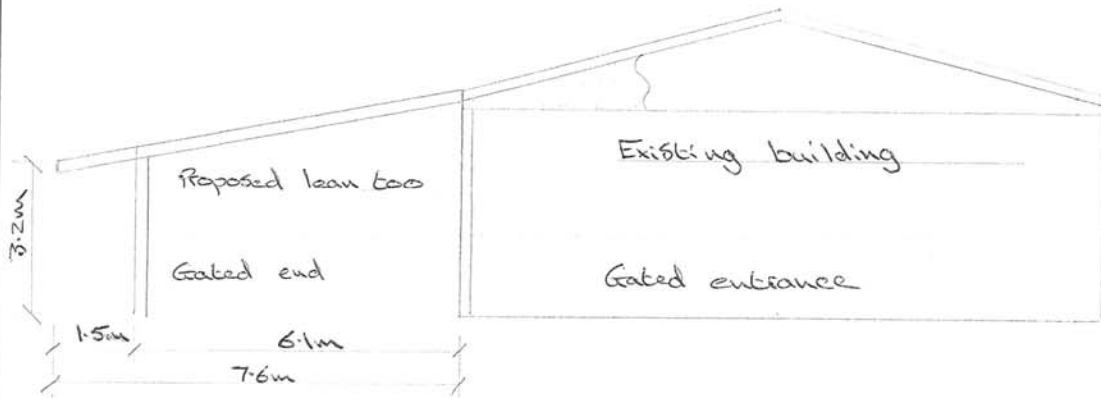 Existing building
Proposed lean too
3.2m
Gated end
Gated entrance
1.5m
6.1m
7.6m